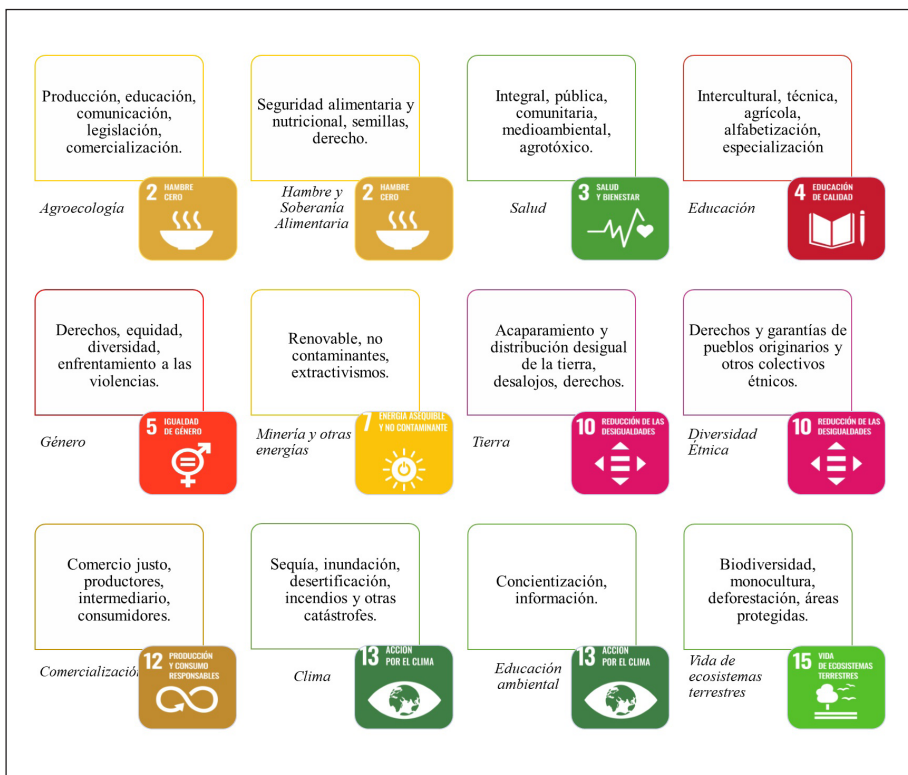 Producción, educación,
comunicación,
legislación,
comercialización.
Agroecología
2 HAMBRE
CERO
Seguridad alimentaria y
nutricional, semillas,
derecho.
Hambre y
Soberanía
Alimentaria
2 HAMBRE
CERO
Integral, pública,
comunitaria,
medioambiental,
agrotóxico.
Salud
3 SALUD
Y BIENESTAR
Intercultural, técnica,
agrícola,
alfabetización,
especialización
Educación
4 EDUCACIÓN
DE CALIDAD
Derechos, equidad,
diversidad,
enfrentamiento a las
violencias.
Género
5 IGUALDAD
DE GÉNERO
Renovable, no
contaminantes,
extractivismos.
Minería y otras
energías
7 ENERGÍA ASEQUIBLE
Y NO CONTAMINANTE
Acaparamiento y
distribución desigual
de la tierra,
desalojos, derechos.
Tierra
10 REDUCCIÓN DE LAS
DESIGUALDADES
Derechos y garantías de
pueblos originarios y
otros colectivos
étnicos.
Diversidad
Étnica
10 REDUCCIÓN DE LAS
DESIGUALDADES
Comercio justo,
productores,
intermediario,
consumidores.
Comercialización
12 PRODUCCIÓN
Y CONSUMO
RESPONSABLES
Sequía, inundación,
desertificación,
incendios y otras
catástrofes.
Clima
13 ACCIÓN
POR EL CLIMA
Concientización,
información.
Educación
ambiental
13 ACCIÓN
POR EL CLIMA
Biodiversidad,
monocultura,
deforestación, áreas
protegidas.
Vida de
ecosistemas
terrestres
15 VIDA
DE ECOSISTEMAS
TERRESTRES